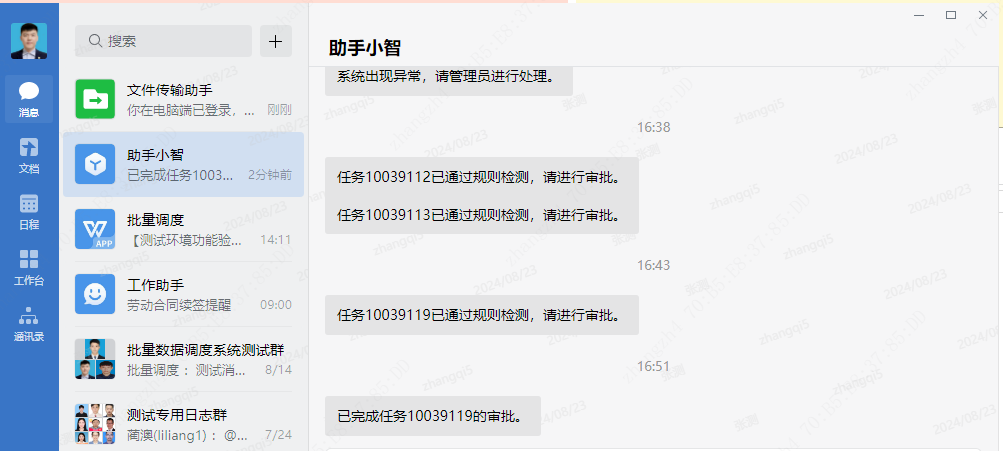 搜索
消息
文档
日程
工作台
通讯录
文件传输助手
你在电脑端已登录，... 刚刚
助手小智
已完成任务1003... 2分钟前
批量调度
【测试环境功能验... 14:11
APP
工作助手
劳动合同续签提醒 09:00
批量数据调度系统测试群
批量调度： 测试消... 8/14
测试专用日志群
蔺澳(liliang1)： @... 7/24
助手小智
系统出现异常，请管理员进行处理。
16:38
任务10039112已通过规则检测，请进行审批。
任务10039113已通过规则检测，请进行审批。
16:43
任务10039119已通过规则检测，请进行审批。
16:51
已完成任务10039119的审批。
zhangqi5
2024/08/23